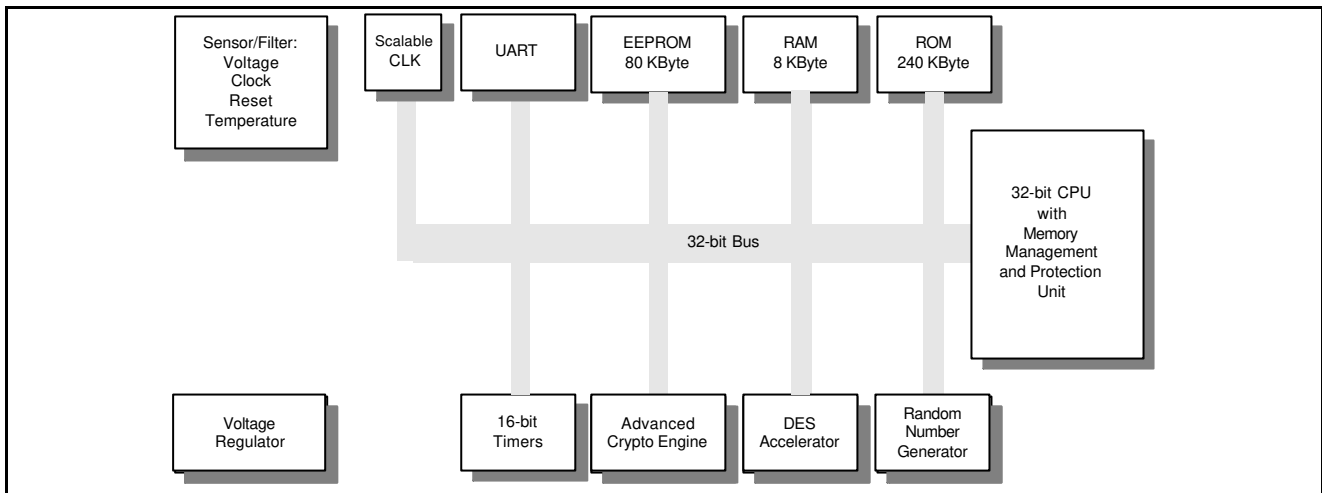 Sensor/Filter:
Voltage
Clock
Reset
Temperature
Scalable
CLK
UART
EEPROM
80 KByte
RAM
8 KByte
ROM
240 KByte
32-bit CPU
with
Memory
Management
and Protection
Unit
32-bit Bus
Voltage
Regulator
16-bit
Timers
Advanced
Crypto Engine
DES
Accelerator
Random
Number
Generator